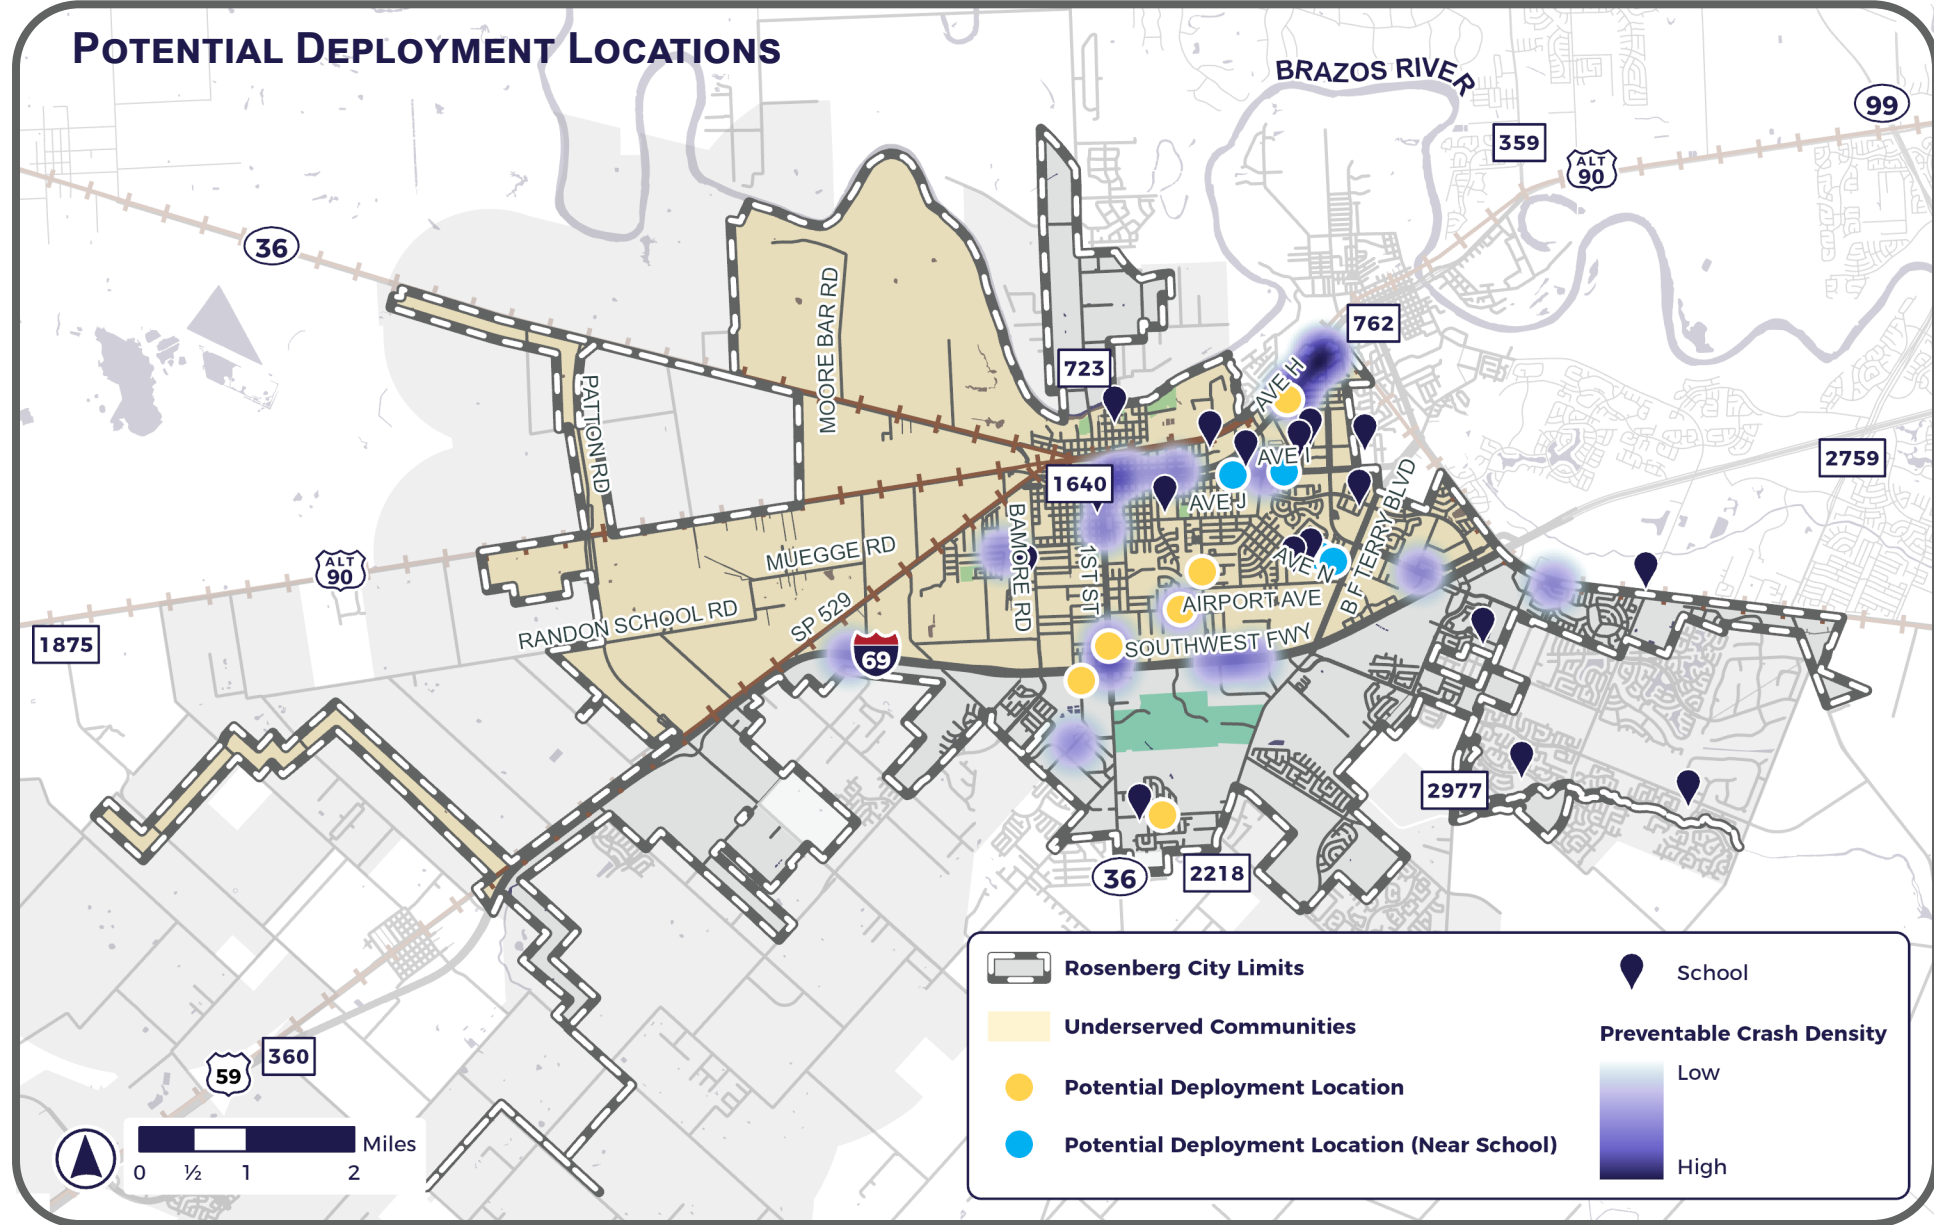 POTENTIAL DEPLOYMENT LOCATIONS
BRAZOS RIVER
99
359
ALT
90
36
762
723
MOORE BAR RD
AVE H
PATTON RD
AVE I
2759
1640
AVE J
B F TERRY BLVD
BAMORE RD
MUEGGE RD
1ST ST
AVE N
ALT
90
AIRPORT AVE
RANDON SCHOOL RD
SP 529
SOUTHWEST FWY
1875
69
2977
36
2218
360
59
Rosenberg City Limits
Underserved Communities
Potential Deployment Location
Potential Deployment Location (Near School)
School
Preventable Crash Density
Low
High
Miles
0 ½ 1 2